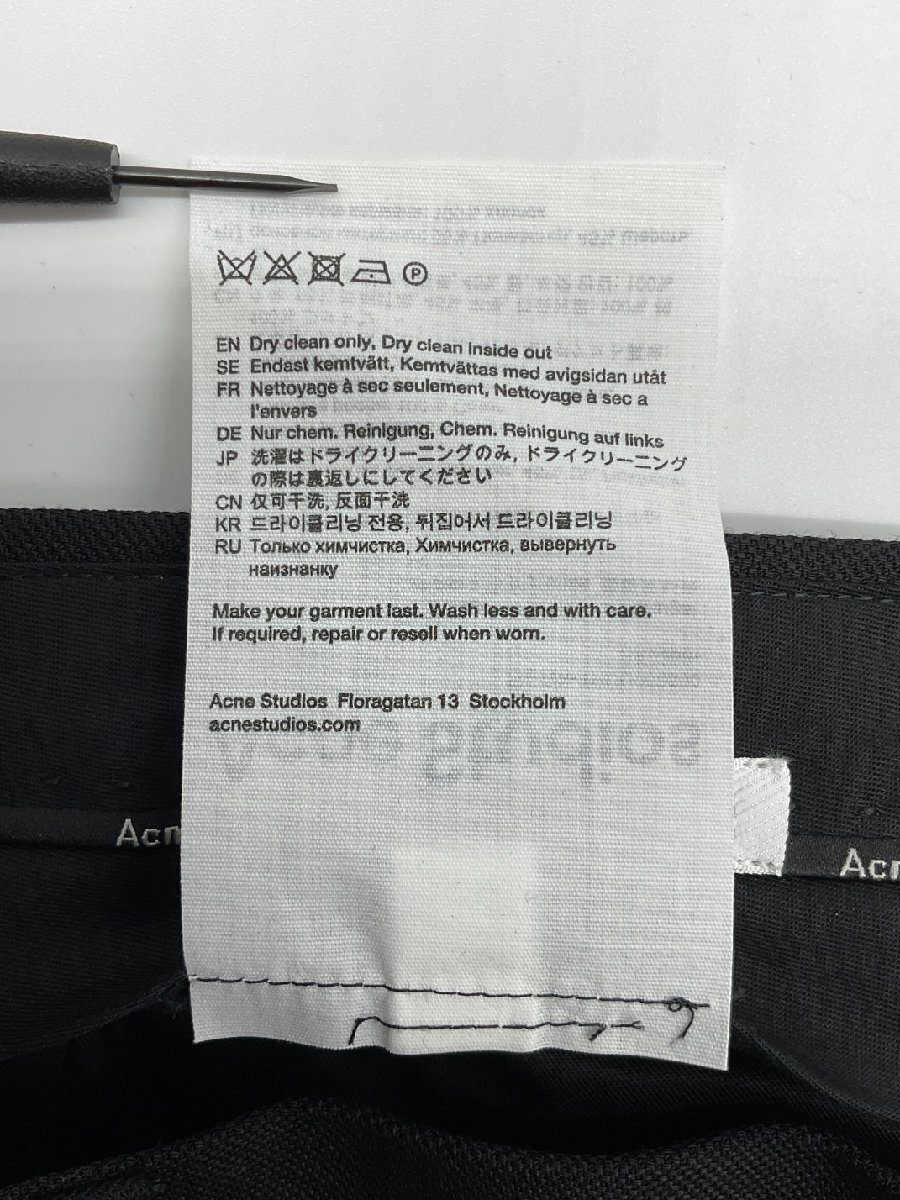 P
EN Dry clean only, Dry clean inside out
SE Endast kemtvätt, Kemtvättas med avigsidan utåt
FR Nettoyage à sec seulement, Nettoyage à sec a
l'envers
DE Nur chem. Reinigung, Chem. Reinigung auf links
JP 洗濯はドライクリーニングのみ, ドライクリーニング
の際は裏返しにしてください
CN 仅可干洗, 反面干洗
KR 드라이클리닝 전용, 뒤집어서 드라이클리닝
RU Только химчистка, Химчистка, вывернуть
наизнанку
Make your garment last. Wash less and with care.
If required, repair or resell when worn.
Acne Studios Floragatan 13 Stockholm
acnestudios.com
Acn
Acn